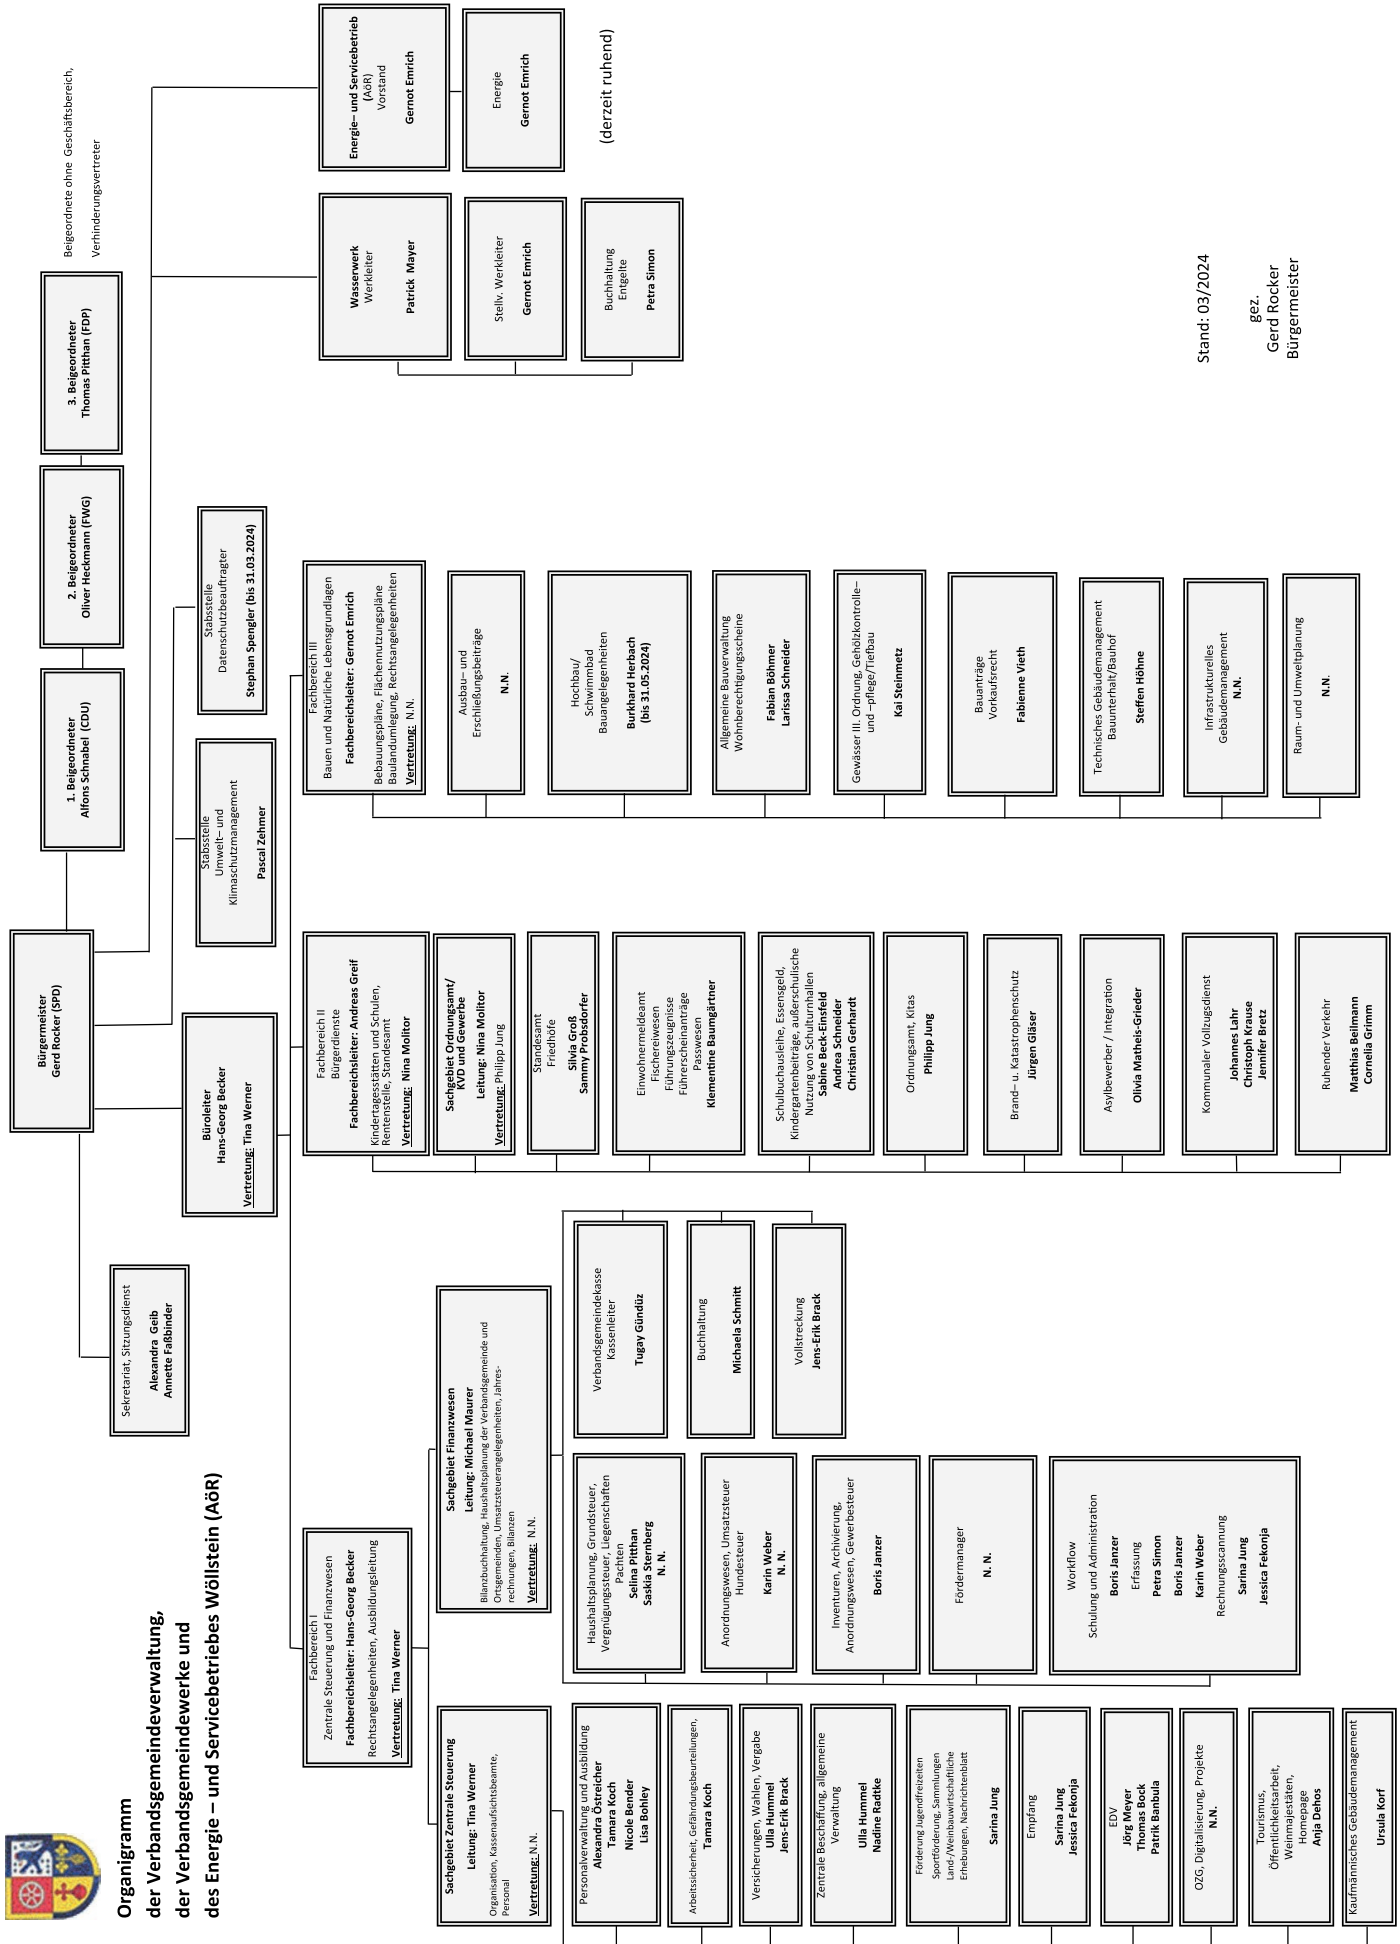 Organigramm
der Verbandsgemeindeverwaltung,
der Verbandsgemeindewerke und
des Energie – und Servicebetriebes Wöllstein (AöR)
Bürgermeister
Gerd Rocker (SPD)
1. Beigeordneter
Alfons Schnabel (CDU)
2. Beigeordneter
Oliver Heckmann (FWG)
3. Beigeordneter
Thomas Pitthan (FDP)
Beigeordnete ohne Geschäftsbereich,
Verhinderungsvertreter
Sekretariat, Sitzungsdienst
Alexandra Geib
Annette Faßbinder
Büroleiter
Hans-Georg Becker
Vertretung: Tina Werner
Stabsstelle
Umwelt– und
Klimaschutzmanagement
Pascal Zehmer
Stabsstelle
Datenschutzbeauftragter
Stephan Spengler (bis 31.03.2024)
Fachbereich I
Zentrale Steuerung und Finanzwesen
Fachbereichsleiter: Hans-Georg Becker
Rechtsangelegenheiten, Ausbildungsleitung
Vertretung: Tina Werner
Sachgebiet Zentrale Steuerung
Leitung: Tina Werner
Organisation, Kassenaufsichtsbeamte,
Personal
Vertretung: N.N.
Personalverwaltung und Ausbildung
Alexandra Östreicher
Tamara Koch
Nicole Bender
Lisa Bohley
Arbeitssicherheit, Gefährdungsbeurteilungen,
Tamara Koch
Versicherungen, Wahlen, Vergabe
Ulla Hummel
Jens-Erik Brack
Zentrale Beschaffung, allgemeine
Verwaltung
Ulla Hummel
Nadine Radtke
Förderung Jugendfreizeiten
Sportförderung, Sammlungen
Land-/Weinbauwirtschaftliche
Erhebungen, Nachrichtenblatt
Sarina Jung
Empfang
Sarina Jung
Jessica Fekonja
EDV
Jörg Meyer
Thomas Bock
Patrik Banbula
OZG, Digitalisierung, Projekte
N.N.
Tourismus,
Öffentlichkeitsarbeit,
Weinmajestäten,
Homepage
Anja Dehos
Kaufmännisches Gebäudemanagement
Ursula Korf
Sachgebiet Finanzwesen
Leitung: Michael Maurer
Bilanzbuchhaltung, Haushaltsplanung der Verbandsgemeinde und
Ortsgemeinden, Umsatzsteuerangelegenheiten, Jahres-
rechnungen, Bilanzen
Vertretung: N.N.
Haushaltsplanung, Grundsteuer,
Vergnügungssteuer, Liegenschaften
Pachten
Selina Pitthan
Saskia Sternberg
N. N.
Anordnungswesen, Umsatzsteuer
Hundesteuer
Karin Weber
N. N.
Inventuren, Archivierung,
Anordnungswesen, Gewerbesteuer
Boris Janzer
Fördermanager
N. N.
Workflow
Schulung und Administration
Boris Janzer
Erfassung
Petra Simon
Boris Janzer
Karin Weber
Rechnungsscannung
Sarina Jung
Jessica Fekonja
Verbandsgemeindekasse
Kassenleiter
Tugay Gündüz
Buchhaltung
Michaela Schmitt
Vollstreckung
Jens-Erik Brack
Fachbereich II
Bürgerdienste
Fachbereichsleiter: Andreas Greif
Kindertagesstätten und Schulen,
Rentenstelle, Standesamt
Vertretung: Nina Molitor
Sachgebiet Ordnungsamt/
KVD und Gewerbe
Leitung: Nina Molitor
Vertretung: Philipp Jung
Standesamt
Friedhöfe
Silvia Groß
Sammy Probsdorfer
Einwohnermeldeamt
Fischereiwesen
Führungszeugnisse
Führerscheinanträge
Passwesen
Klementine Baumgärtner
Schulbuchausleihe, Essensgeld,
Kindergartenbeiträge, außerschulische
Nutzung von Schulturnhallen
Sabine Beck-Einsfeld
Andrea Schneider
Christian Gerhardt
Ordnungsamt, Kitas
Philipp Jung
Brand– u. Katastrophenschutz
Jürgen Gläser
Asylbewerber / Integration
Olivia Matheis-Grieder
Kommunaler Vollzugsdienst
Johannes Lahr
Christoph Krause
Jennifer Bretz
Ruhender Verkehr
Matthias Beilmann
Cornelia Grimm
Fachbereich III
Bauen und Natürliche Lebensgrundlagen
Fachbereichsleiter: Gernot Emrich
Bebauungspläne, Flächennutzungspläne
Baulandumlegung, Rechtsangelegenheiten
Vertretung: N.N.
Ausbau– und
Erschließungsbeiträge
N.N.
Hochbau/
Schwimmbad
Bauangelegenheiten
Burkhard Herbach
(bis 31.05.2024)
Allgemeine Bauverwaltung
Wohnberechtigungsscheine
Fabian Böhmer
Larissa Schneider
Gewässer III. Ordnung, Gehölzkontrolle–
und –pflege/Tiefbau
Kai Steinmetz
Bauanträge
Vorkaufsrecht
Fabienne Vieth
Technisches Gebäudemanagement
Bauunterhalt/Bauhof
Steffen Höhne
Infrastrukturelles
Gebäudemanagement
N.N.
Raum- und Umweltplanung
N.N.
Wasserwerk
Werkleiter
Patrick Mayer
Stellv. Werkleiter
Gernot Emrich
Buchhaltung
Entgelte
Petra Simon
Energie– und Servicebetrieb
(AöR)
Vorstand
Gernot Emrich
Energie
Gernot Emrich
(derzeit ruhend)
Stand: 03/2024
gez.
Gerd Rocker
Bürgermeister